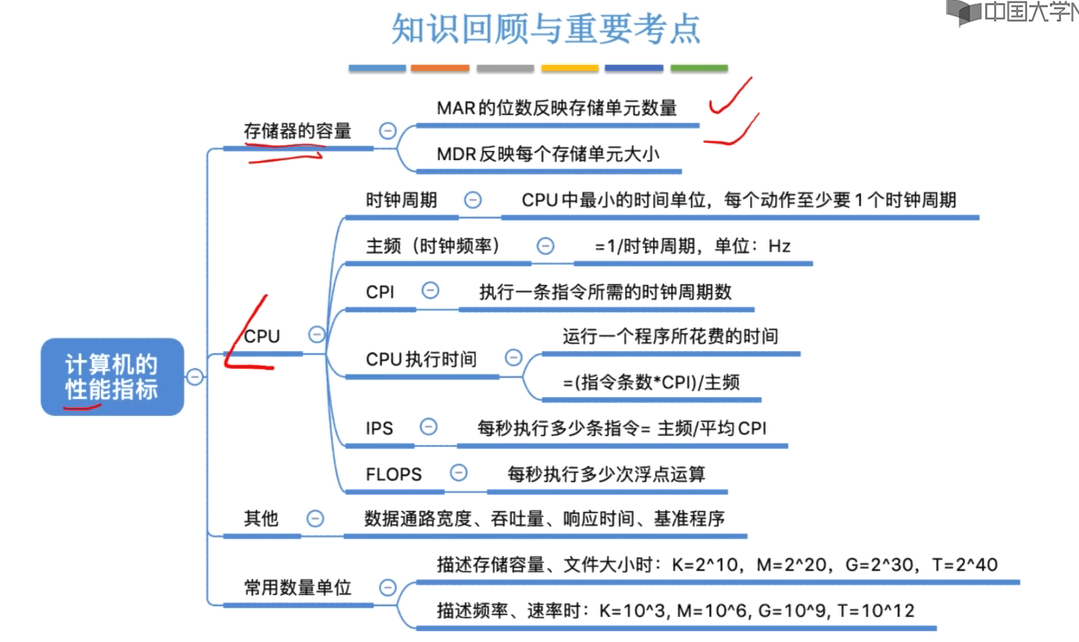 中国大学
知识回顾与重要考点
MAR的位数反映存储单元数量
存储器的容量
MDR反映每个存储单元大小
时钟周期
CPU中最小的时间单位，每个动作至少要1个时钟周期
主频（时钟频率）
=1/时钟周期，单位：Hz
CPI
执行一条指令所需的时钟周期数
CPU
运行一个程序所花费的时间
CPU执行时间
=(指令条数*CPI)/主频
计算机的
性能指标
IPS
每秒执行多少条指令= 主频/平均CPI
FLOPS
每秒执行多少次浮点运算
其他
数据通路宽度、吞吐量、响应时间、基准程序
描述存储容量、文件大小时：K=2^10，M=2^20，G=2^30，T=2^40
常用数量单位
描述频率、速率时：K=10^3, M=10^6, G=10^9, T=10^12